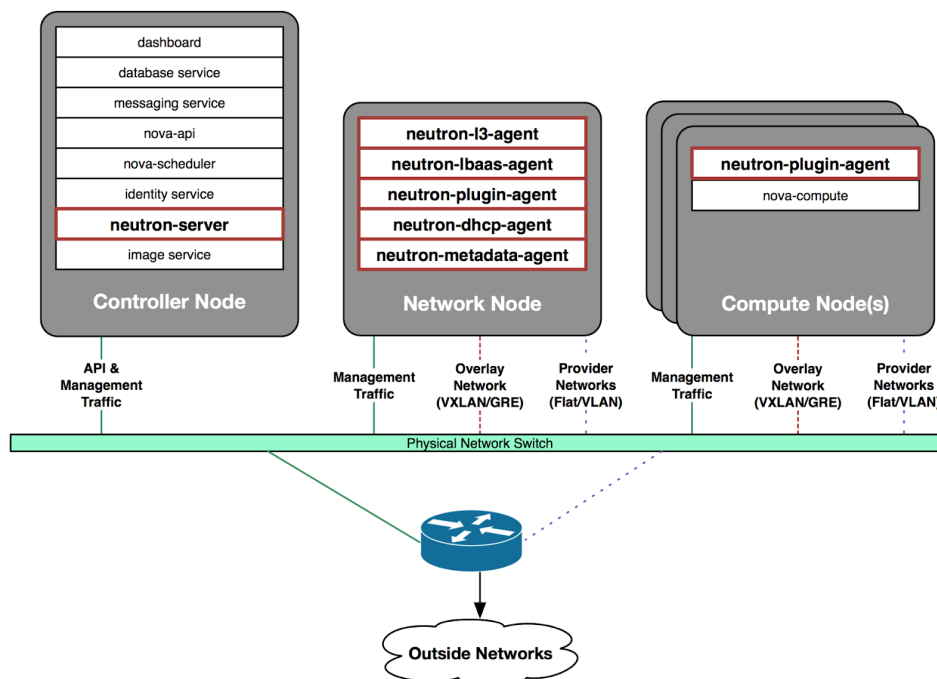 dashboard
database service
messaging service
nova-api
nova-scheduler
identity service
neutron-server
image service
Controller Node
neutron-l3-agent
neutron-lbaas-agent
neutron-plugin-agent
neutron-dhcp-agent
neutron-metadata-agent
Network Node
neutron-plugin-agent
nova-compute
Compute Node(s)
API &
Management
Traffic
Management
Traffic
Overlay
Network
(VXLAN/GRE)
Provider
Networks
(Flat/VLAN)
Management
Traffic
Overlay
Network
(VXLAN/GRE)
Provider
Networks
(Flat/VLAN)
Physical Network Switch
Outside Networks